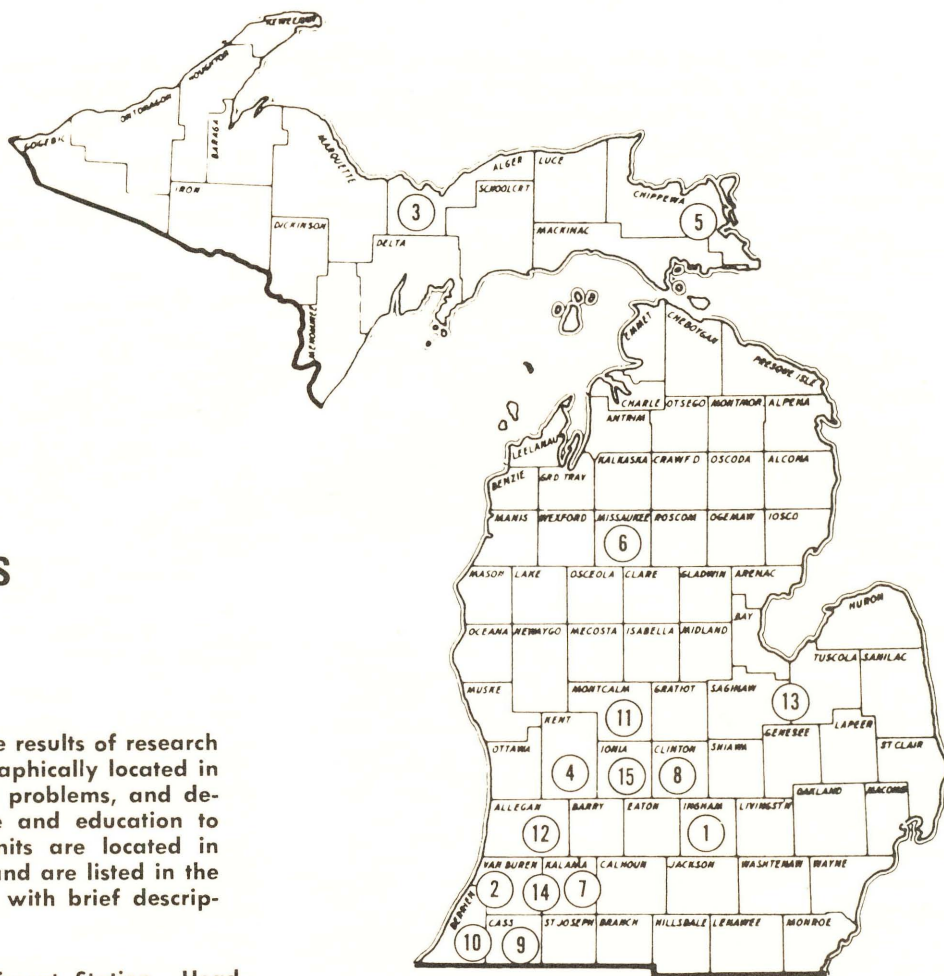 KEWEENAW
HOUGHTON
ONTONAGON
GOGEBIC
BARAGA
MARQUETTE
ALGER
LUCE
IRON
SCHOOLCRT
CHIPPEWA
3
5
DICKINSON
DELTA
MACKINAC
MENOMINEE
EMMET
CHEBOYGAN
PRESQUE ISLE
CHARLE
OTSEGO
MONTMOR
ALPENA
ANTRIM
LEELANAU
KALKASKA
CRAWF D
OSCODA
ALCONA
BENZIE
GRD TRAV
MANIS
WEXFORD
MISSAUKEE
ROSCOM
OGEMAW
IOSCO
6
S
MASON
LAKE
OSCEOLA
CLARE
GLADWIN
ARENAC
HURON
BAY
OCEANA
NEWAYGO
MECOSTA
ISABELLA
MIDLAND
TUSCOLA
SANILAC
MUSKE
MONTCALM
GRATIOT
SAGINAW
13
11
KENT
LAPEER
GENESEE
e results of research
OTTAWA
IONIA
CLINTON
SHIAWA
ST CLAIR
aphically located in
4
15
8
problems, and de-
OAKLAND
MACOMB
e and education to
ALLEGAN
BARRY
EATON
INGHAM
LIVINGSTN
nits are located in
12
1
and are listed in the
VAN BUREN
KALAMA
CALHOUN
JACKSON
WASHTENAW
WAYNE
with brief descrip-
2
14
7
BERRIEN
CASS
ST JOSEPH
BRANCH
HILLSDALE
LENAWEE
MONROE
10
9
iment Station, Head